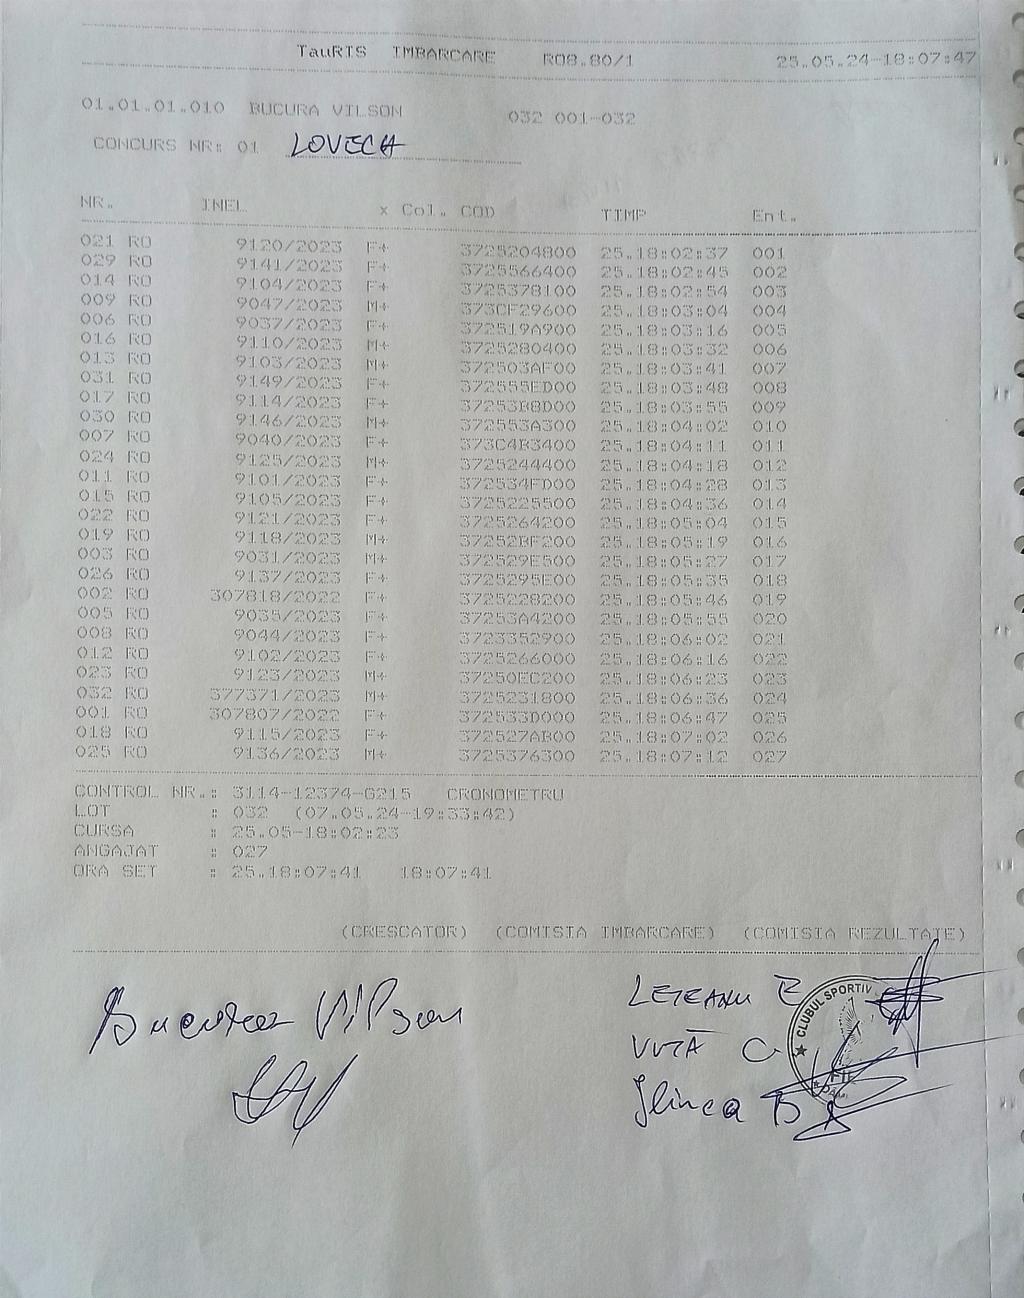 TauRIS IMBARCARE RO8.80/1 25.05.24-18:07:47
01.01.01.010 BUCURA VILSON 032 001-032
CONCURS NR: 01 LOVECH
NR. INEL x Col. COD TIMP Ent.
021 RO 9120/2023 F+ 3725204800 25.18:02:37 001
029 RO 9141/2023 F+ 3725566400 25.18:02:45 002
014 RO 9104/2023 F+ 3725378100 25.18:02:54 003
009 RO 9047/2023 M+ 373CF29600 25.18:03:04 004
006 RO 9037/2023 F+ 372519A900 25.18:03:16 005
016 RO 9110/2023 M+ 3725280400 25.18:03:32 006
013 RO 9103/2023 M+ 372503AF00 25.18:03:41 007
031 RO 9149/2023 F+ 372555ED00 25.18:03:48 008
017 RO 9114/2023 F+ 37253B8D00 25.18:03:55 009
030 RO 9146/2023 M+ 372553A300 25.18:04:02 010
007 RO 9040/2023 F+ 373C4B3400 25.18:04:11 011
024 RO 9125/2023 M+ 3725244400 25.18:04:18 012
011 RO 9101/2023 F+ 372534FD00 25.18:04:28 013
015 RO 9105/2023 F+ 3725225500 25.18:04:36 014
022 RO 9121/2023 F+ 3725264200 25.18:05:04 015
019 RO 9118/2023 M+ 37252BF200 25.18:05:19 016
003 RO 9031/2023 M+ 372529E500 25.18:05:27 017
026 RO 9137/2023 F+ 3725295E00 25.18:05:35 018
002 RO 307818/2022 F+ 3725228200 25.18:05:46 019
005 RO 9035/2023 F+ 37253A4200 25.18:05:55 020
008 RO 9044/2023 F+ 3723352900 25.18:06:02 021
012 RO 9102/2023 F+ 3725266000 25.18:06:16 022
023 RO 9123/2023 M+ 37250EC200 25.18:06:23 023
032 RO 377371/2023 M+ 3725231800 25.18:06:36 024
001 RO 307807/2022 F+ 372533D000 25.18:06:47 025
018 RO 9115/2023 F+ 372527AB00 25.18:07:02 026
025 RO 9136/2023 M+ 3725376300 25.18:07:12 027
CONTROL NR.: 3114-12374-G215 CRONOMETRU
LOT : 032 (07.05.24-19:33:42)
CURSA : 25.05-18:02:23
ANGAJAT : 027
ORA SET : 25.18:07:41 18:07:41
(CRESCATOR) (COMISIA IMBARCARE) (COMISIA REZULTATE)
Bucura Vilson
LETEANU E
CLUBUL SPORTIV
VUTĂ C
Ilinca B